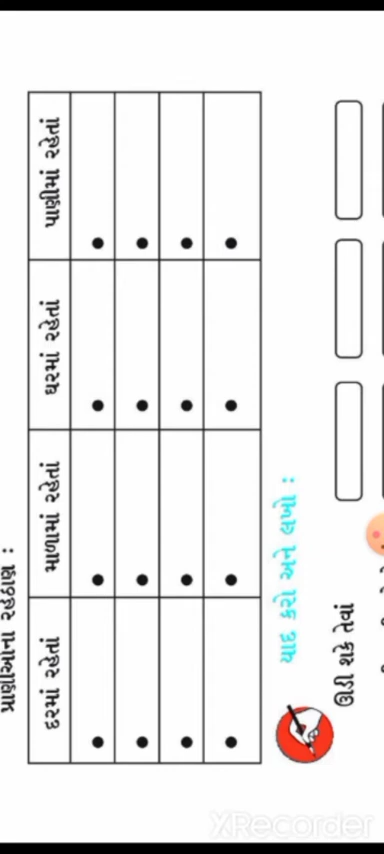 પ્રાણીઓના રહેઠાણ :
દરમાં રહેતાં માળામાં રહેતાં ઘરમાં રહેતાં પાણીમાં રહેતાં
યાદ કરો અને લખો :
ઊડી શકે તેવાં
XRecorder